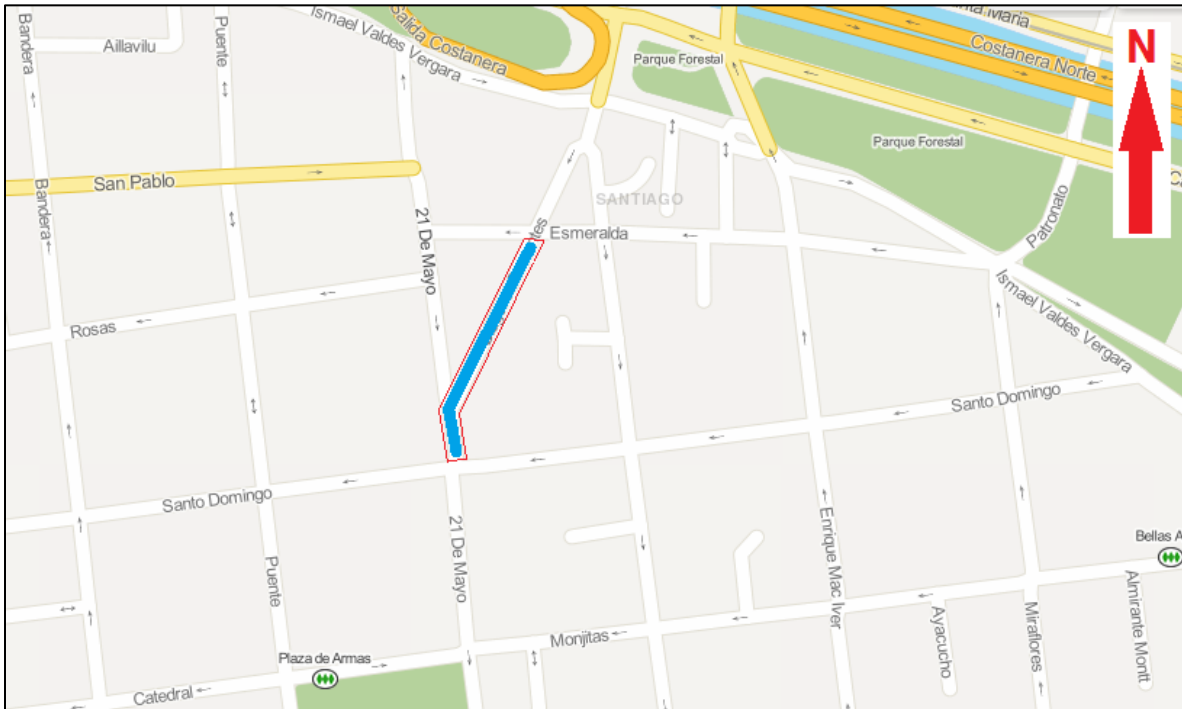 Bandera
Aillavilu
Puente
Ismael Valdes Vergara
Salida Costanera
Parque Forestal
Maria
Costanera Norte
N
Parque Forestal
San Pablo
Bandera
21 De Mayo
SANTIAGO
Esmeralda
Patronato
Rosas
Ismael Valdes Vergara
Santo Domingo
Santo Domingo
21 De Mayo
Puente
Enrique Mac Iver
Bellas A
Plaza de Armas
Monjitas
Ayacucho
Miraflores
Almirante Montt
Catedral